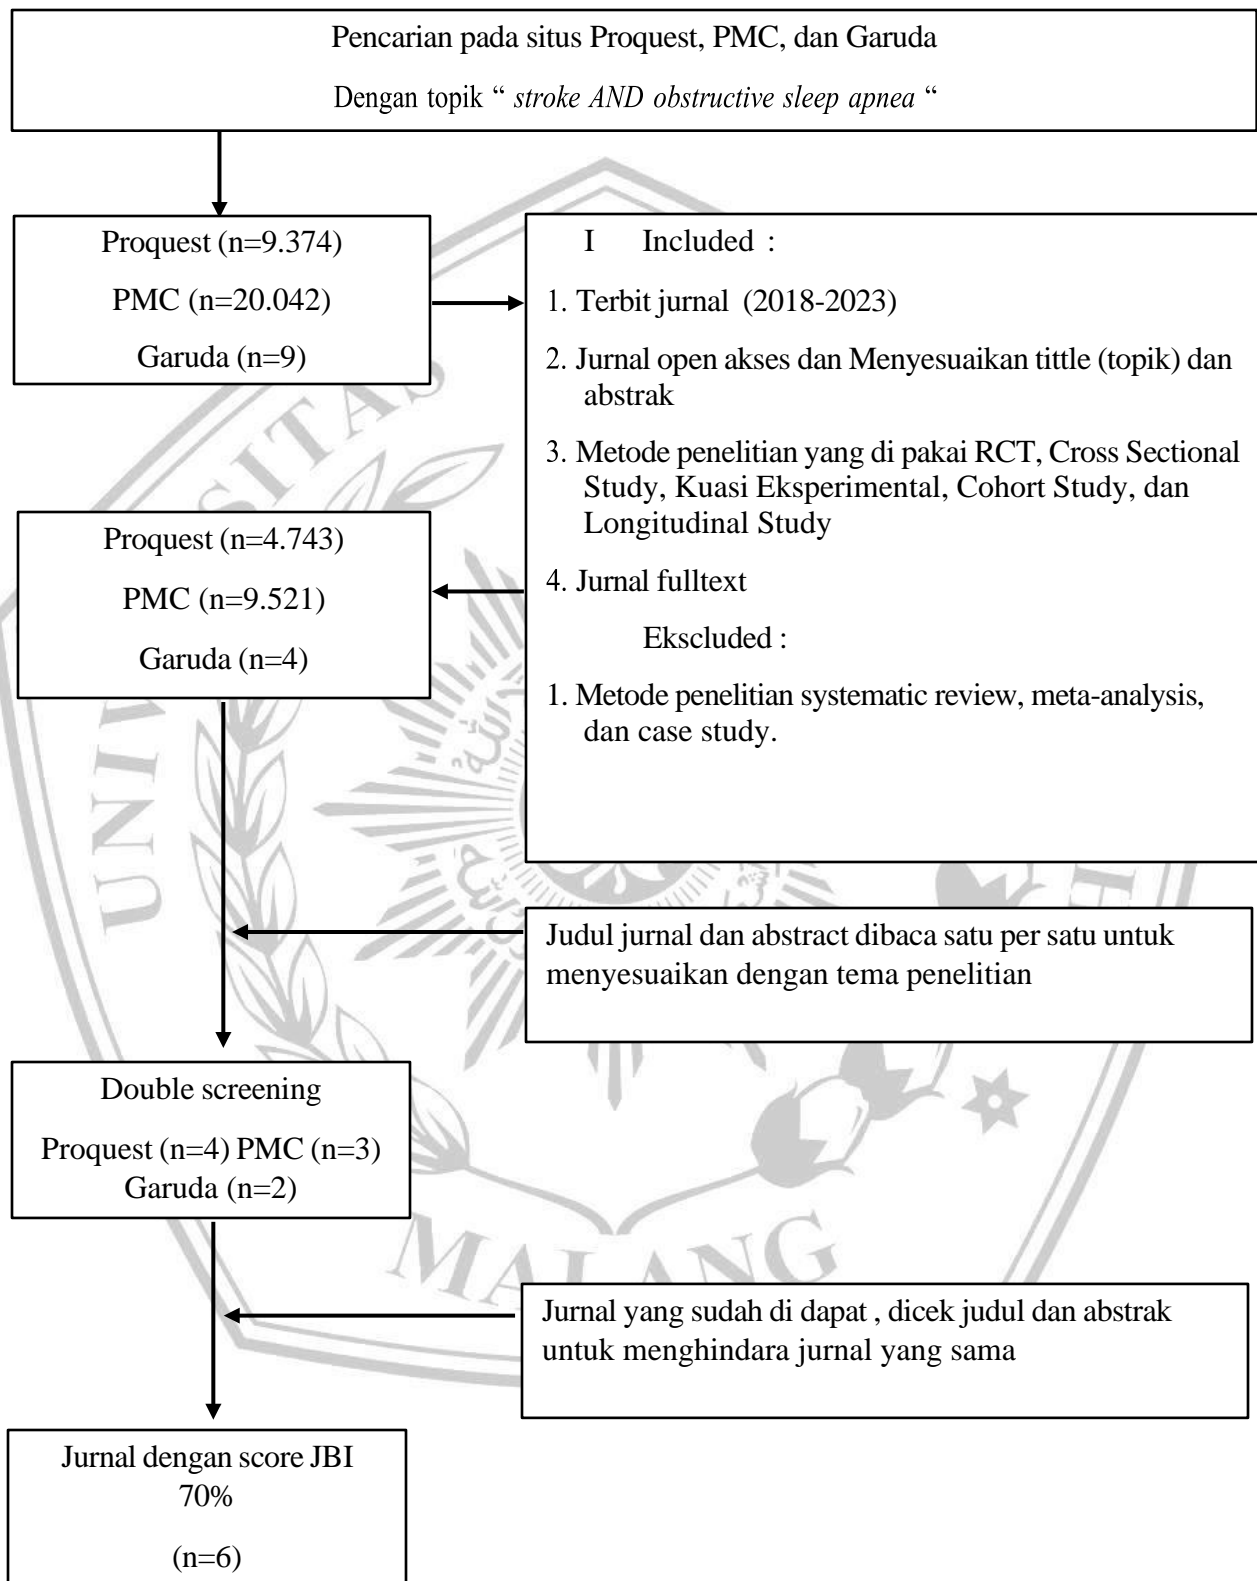 Pencarian pada situs Proquest, PMC, dan Garuda
Dengan topik “ stroke AND obstructive sleep apnea “
Proquest (n=9.374)
PMC (n=20.042)
Garuda (n=9)
I Included :
1. Terbit jurnal (2018-2023)
2. Jurnal open akses dan Menyesuaikan tittle (topik) dan
abstrak
3. Metode penelitian yang di pakai RCT, Cross Sectional
Study, Kuasi Eksperimental, Cohort Study, dan
Longitudinal Study
4. Jurnal fulltext
Ekscluded :
1. Metode penelitian systematic review, meta-analysis,
dan case study.
Proquest (n=4.743)
PMC (n=9.521)
Garuda (n=4)
Judul jurnal dan abstract dibaca satu per satu untuk
menyesuaikan dengan tema penelitian
Double screening
Proquest (n=4) PMC (n=3)
Garuda (n=2)
Jurnal yang sudah di dapat , dicek judul dan abstrak
untuk menghindara jurnal yang sama
Jurnal dengan score JBI
70%
(n=6)
MALANG